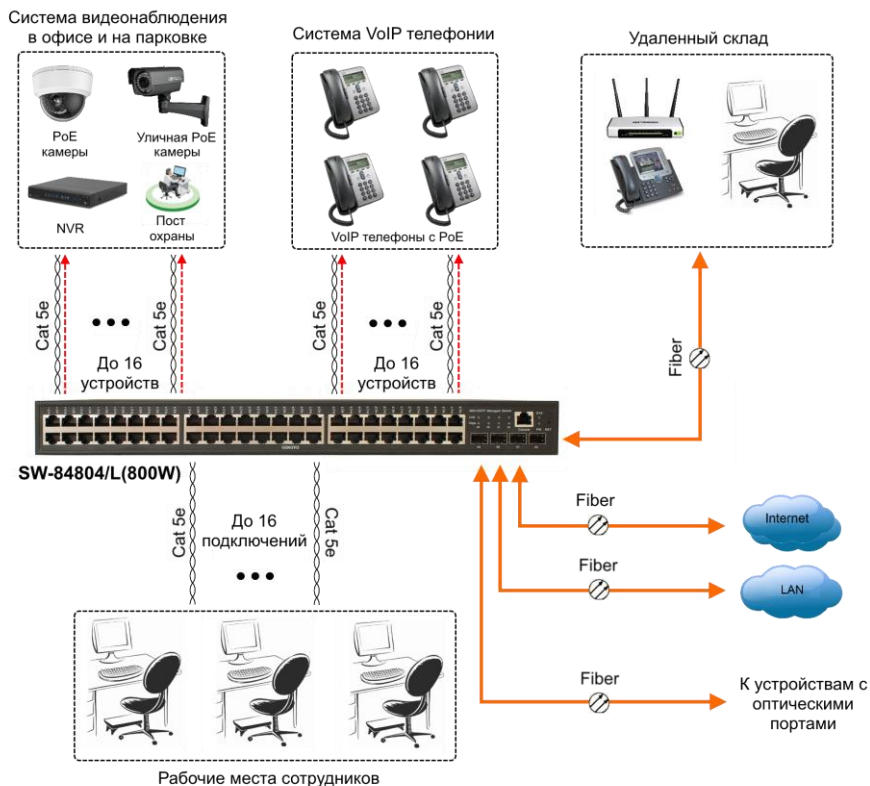 Система видеонаблюдения
в офисе и на парковке
Система VoIP телефонии
Удаленный склад
PoE
камеры
Уличная PoE
камеры
NVR
Пост
охраны
VoIP телефоны с PoE
Cat 5e
Cat 5e
До 16
устройств
Cat 5e
Cat 5e
До 16
устройств
Fiber
SW-84804/L(800W)
Cat 5e
Cat 5e
До 16
подключений
Fiber
Internet
Fiber
LAN
Fiber
К устройствам с
оптическими
портами
Рабочие места сотрудников